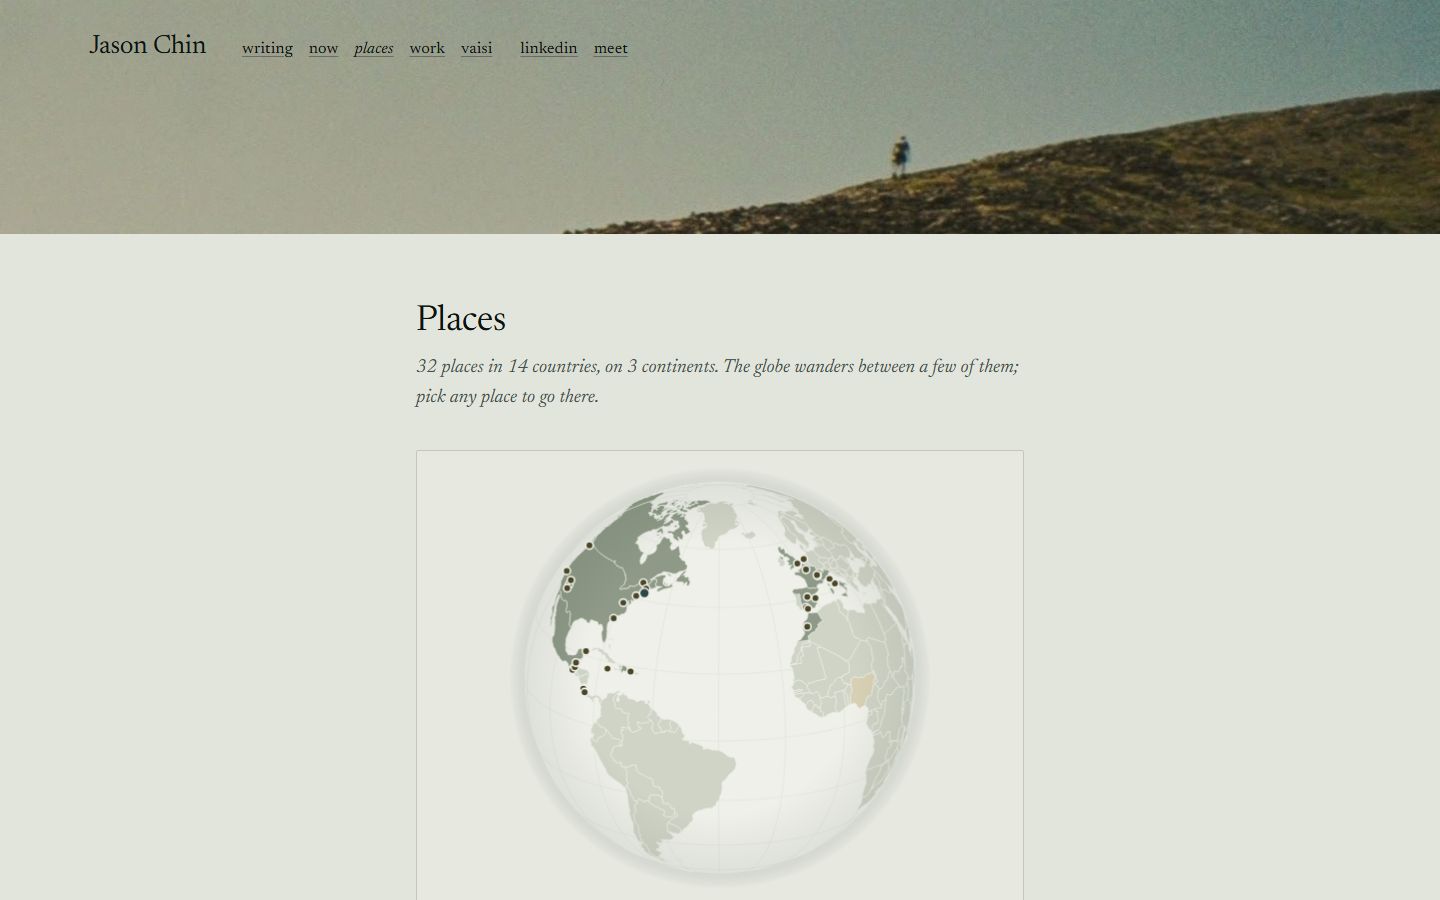 Jason Chin
writing now places work vaisi linkedin meet
Places
32 places in 14 countries, on 3 continents. The globe wanders between a few of them;
pick any place to go there.